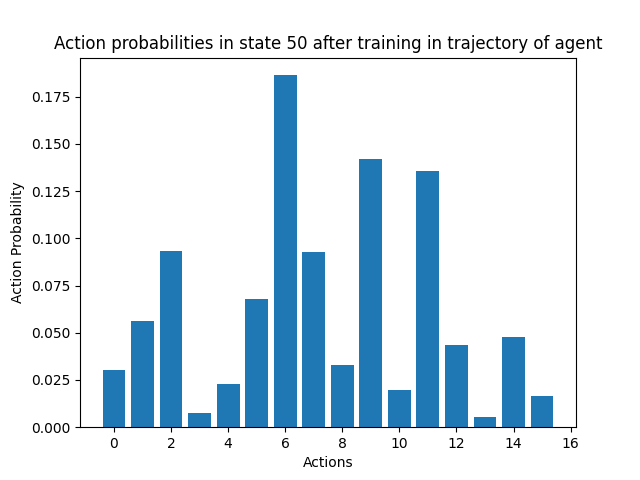 Action probabilities in state 50 after training in trajectory of agent
0.175
0.150
0.125
0.100
0.075
0.050
0.025
0.000
Action Probability
0 2 4 6 8 10 12 14 16
Actions